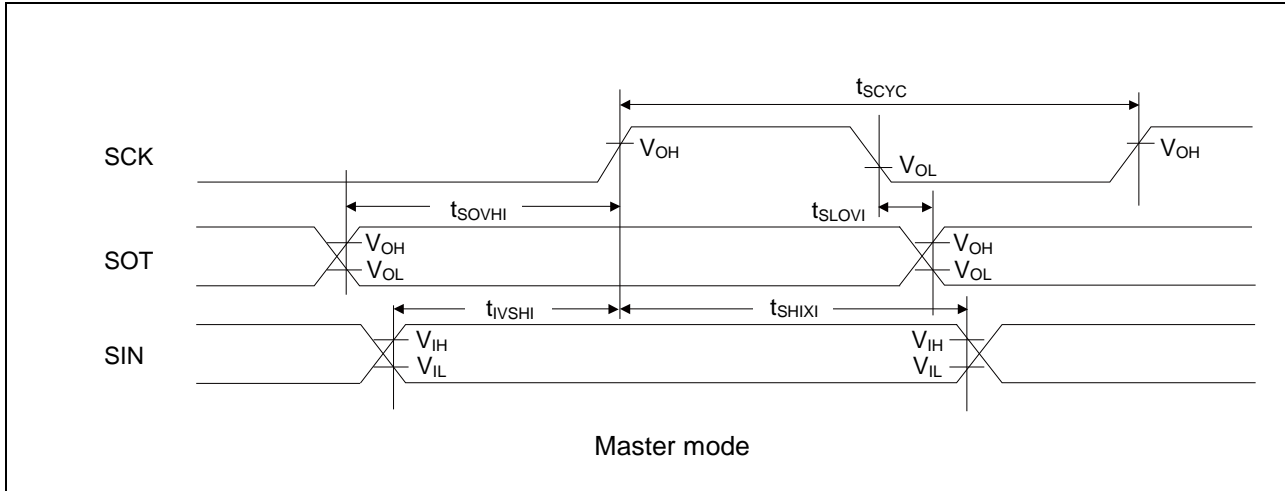 tSCYC
SCK
VOH
VOL
VOH
tSOVHI
tSLOVI
SOT
VOH
VOL
VOH
VOL
tIVSHI
tSHIXI
SIN
VIH
VIL
VIH
VIL
Master mode